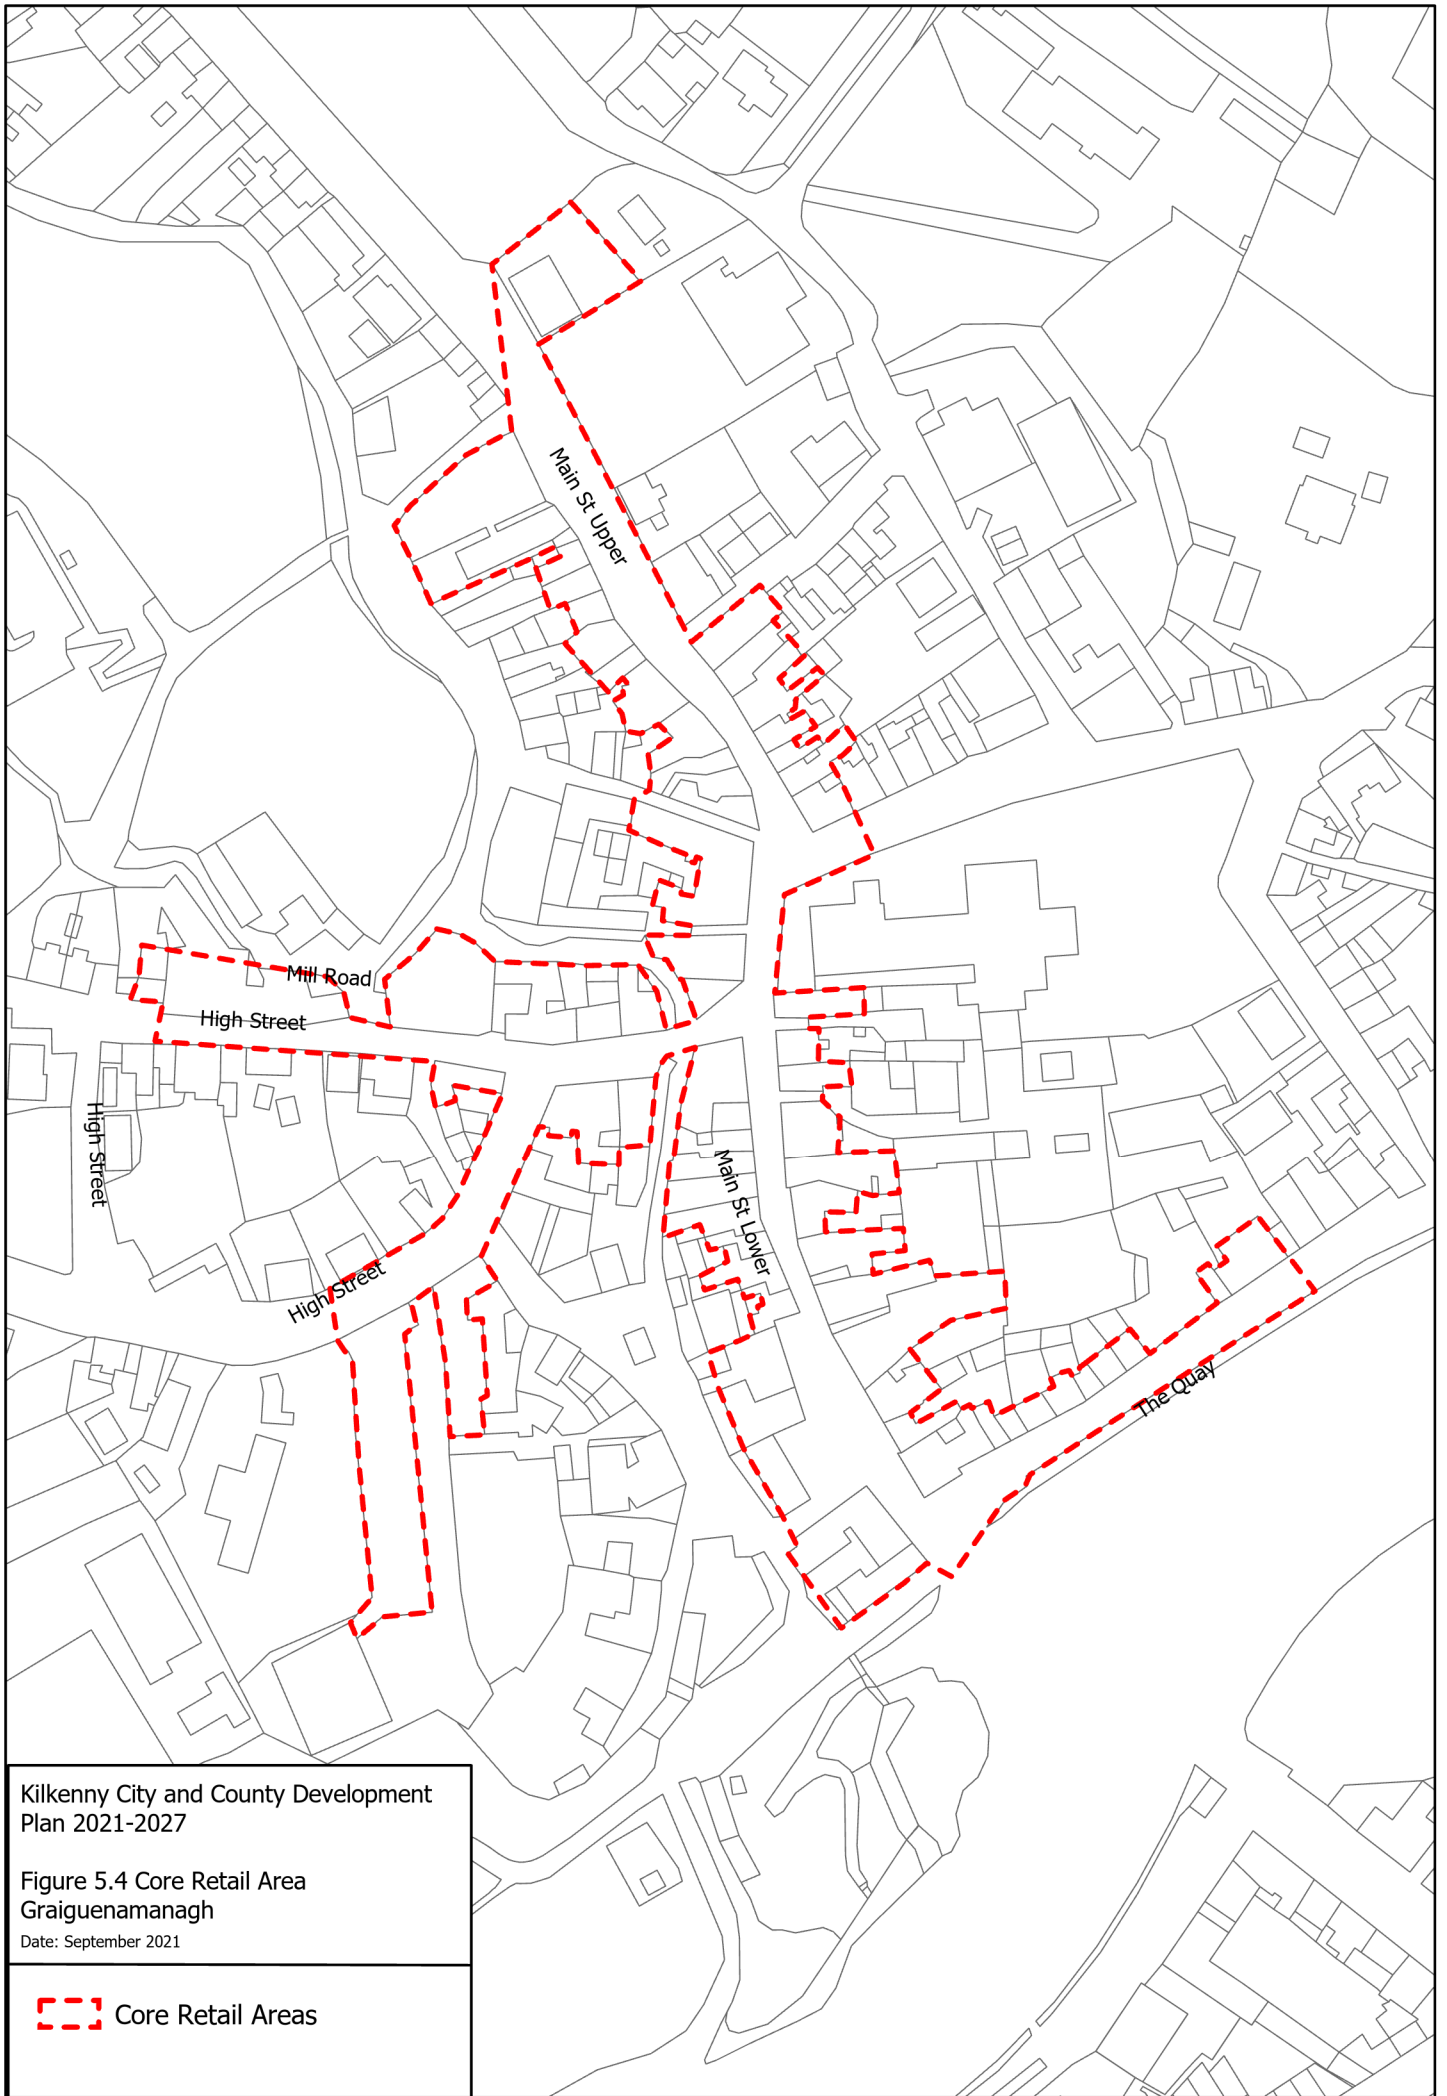 Main St Upper
Mill Road
High Street
High Street
Main St Lower
High Street
The Quay
Kilkenny City and County Development
Plan 2021-2027
Figure 5.4 Core Retail Area
Graiguenamanagh
Date: September 2021
Core Retail Areas